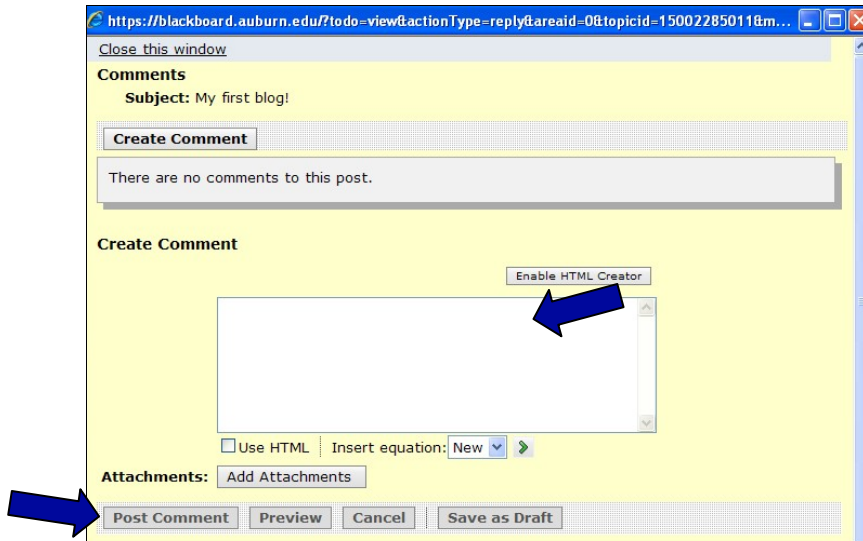 https://blackboard.auburn.edu/?todo=view&actionType=reply&areaid=0&topicid=15002285011&m...
Close this window
Comments
Subject: My first blog!
Create Comment
There are no comments to this post.
Create Comment
Enable HTML Creator
Use HTML Insert equation: New
Attachments: Add Attachments
Post Comment Preview Cancel Save as Draft